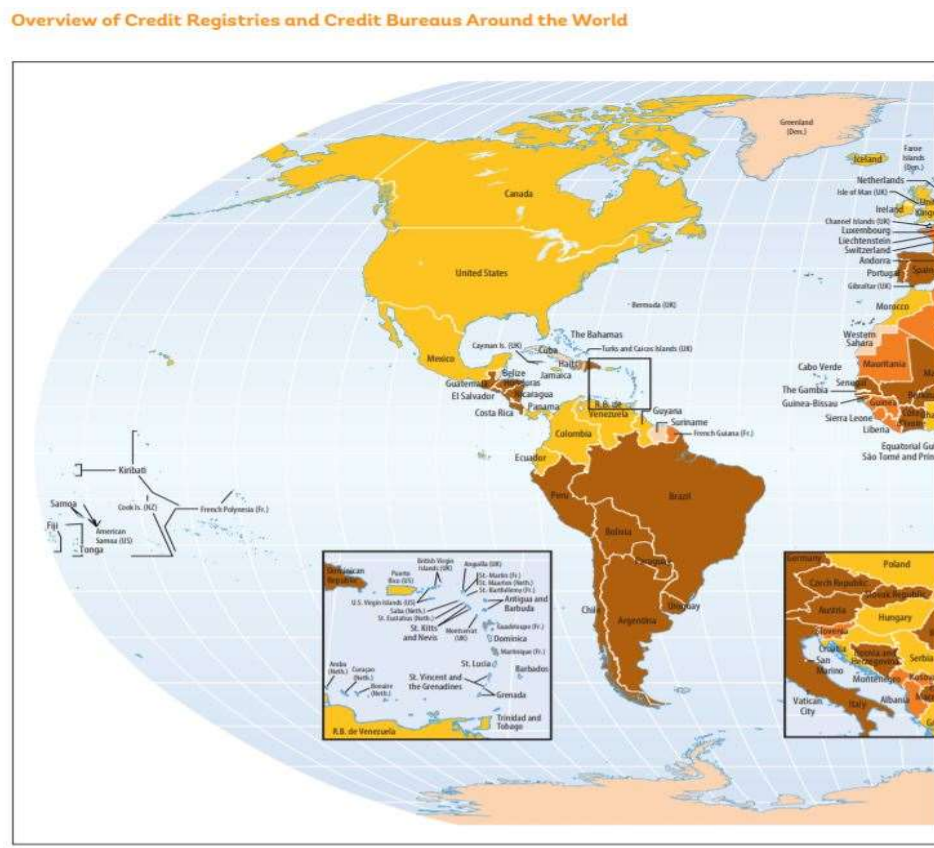 Overview of Credit Registries and Credit Bureaus Around the World
Greenland
(Den.)
Iceland
Faroe
Islands
(Den.)
Netherlands
Isle of Man (UK)
Canada
Ireland
Channel Islands (UK)
Luxembourg
Liechtenstein
Switzerland
Andorra
United States
Portugal
Spain
Gibraltar (UK)
Bermuda (UK)
Morocco
The Bahamas
Western
Sahara
Cayman Is. (UK)
Cuba
Turks and Caicos Islands (UK)
Mexico
Haiti
Mauritania
Belize
Jamaica
Cabo Verde
Guatemala
Honduras
Senegal
El Salvador
Nicaragua
The Gambia
Guinea-Bissau
Guinea
Costa Rica
Panama
R.B. de
Venezuela
Guyana
Suriname
Sierra Leone
French Guiana (Fr.)
Liberia
Colombia
Ecuador
Kiribati
Peru
Brazil
Samoa
Cook Is. (NZ)
French Polynesia (Fr.)
Fiji
American
Samoa (US)
Tonga
Bolivia
Paraguay
Chile
Argentina
Uruguay
Dominican
Republic
Puerto
Rico (US)
British Virgin
Islands (UK)
Anguilla (UK)
St. Martin (Fr.)
St. Maarten (Neth.)
St. Barthélemy (Fr.)
U.S. Virgin Islands (US)
Saba (Neth.)
St. Eustatius (Neth.)
Antigua and
Barbuda
St. Kitts
and Nevis
Montserrat
(UK)
Guadeloupe (Fr.)
Dominica
Martinique (Fr.)
St. Lucia
Barbados
Aruba
(Neth.)
Curaçao
(Neth.)
Bonaire
(Neth.)
St. Vincent and
the Grenadines
Grenada
Trinidad and
Tobago
R.B. de Venezuela
Germany
Poland
Czech Republic
Slovak Republic
Austria
Hungary
Slovenia
Croatia
Bosnia and
Herzegovina
Serbia
San
Marino
Montenegro
Vatican
City
Italy
Albania